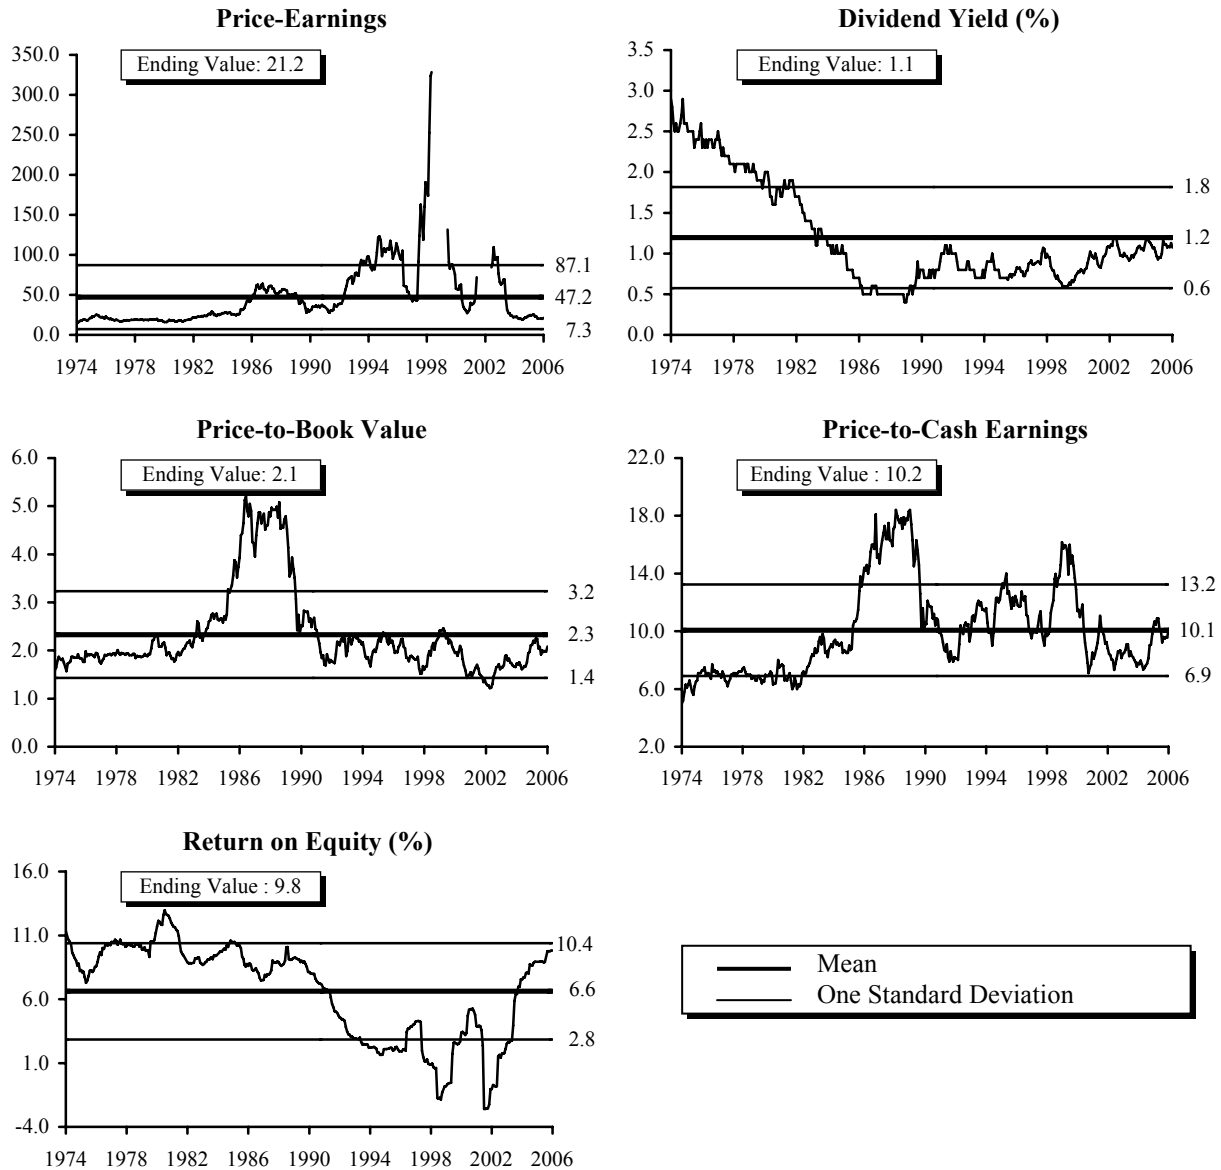 Price-Earnings
Ending Value: 21.2
350.0
300.0
250.0
200.0
150.0
100.0
50.0
0.0
87.1
47.2
7.3
1974 1978 1982 1986 1990 1994 1998 2002 2006
Dividend Yield (%)
Ending Value: 1.1
3.5
3.0
2.5
2.0
1.5
1.0
0.5
0.0
1.8
1.2
0.6
1974 1978 1982 1986 1990 1994 1998 2002 2006
Price-to-Book Value
Ending Value: 2.1
6.0
5.0
4.0
3.0
2.0
1.0
0.0
3.2
2.3
1.4
1974 1978 1982 1986 1990 1994 1998 2002 2006
Price-to-Cash Earnings
Ending Value : 10.2
22.0
18.0
14.0
10.0
6.0
2.0
13.2
10.1
6.9
1974 1978 1982 1986 1990 1994 1998 2002 2006
Return on Equity (%)
Ending Value : 9.8
16.0
11.0
6.0
1.0
-4.0
10.4
6.6
2.8
1974 1978 1982 1986 1990 1994 1998 2002 2006
Mean
One Standard Deviation